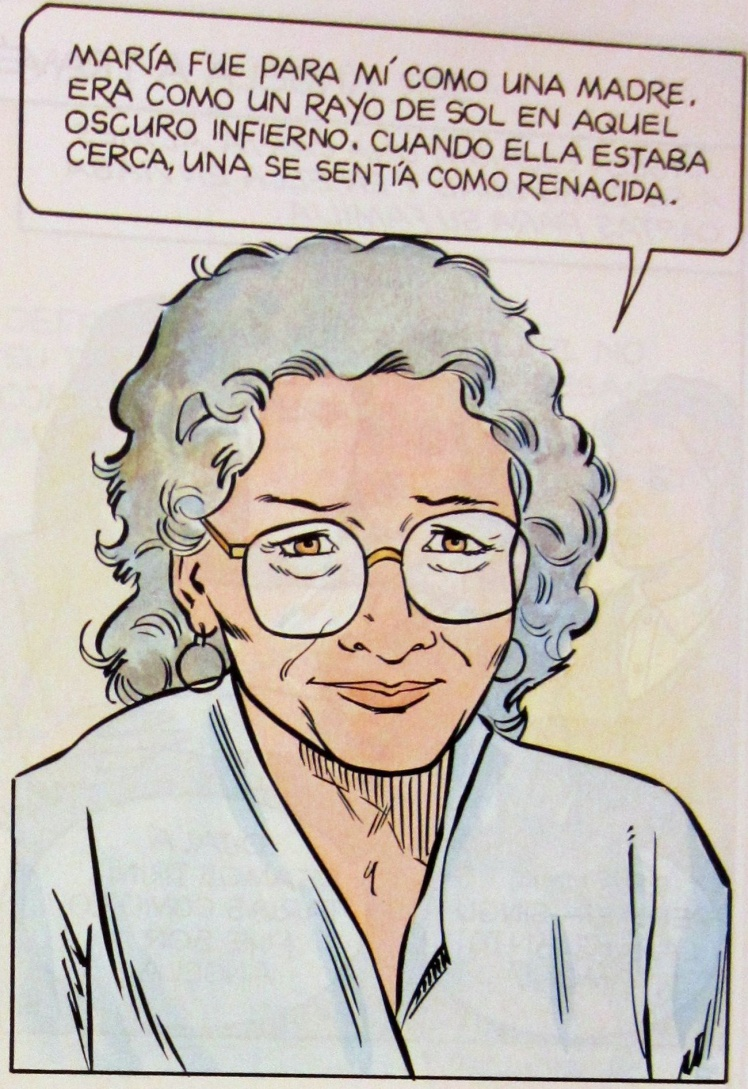 MARÍA FUE PARA MÍ COMO UNA MADRE.
ERA COMO UN RAYO DE SOL EN AQUEL
OSCURO INFIERNO. CUANDO ELLA ESTABA
CERCA, UNA SE SENTÍA COMO RENACIDA.